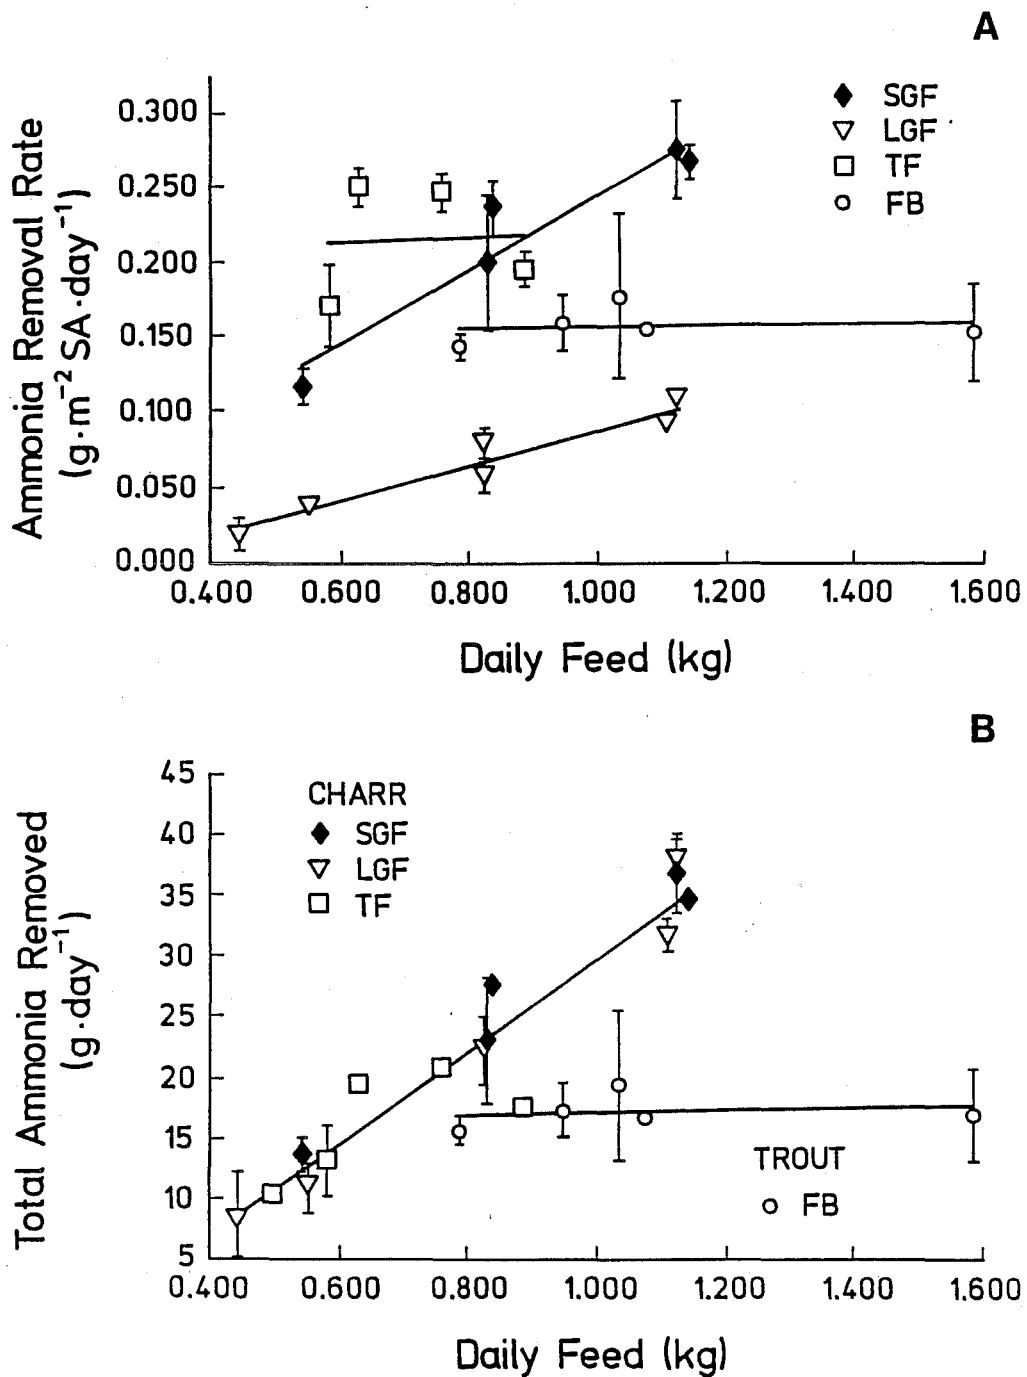 A
SGF
LGF
TF
FB
Ammonia Removal Rate
(g·m⁻² SA·day⁻¹)
0.300
0.250
0.200
0.150
0.100
0.050
0.000
0.400 0.600 0.800 1.000 1.200 1.400 1.600
Daily Feed (kg)
B
CHARR
SGF
LGF
TF
Total Ammonia Removed
(g·day⁻¹)
45
40
35
30
25
20
15
10
5
TROUT
FB
0.400 0.600 0.800 1.000 1.200 1.400 1.600
Daily Feed (kg)